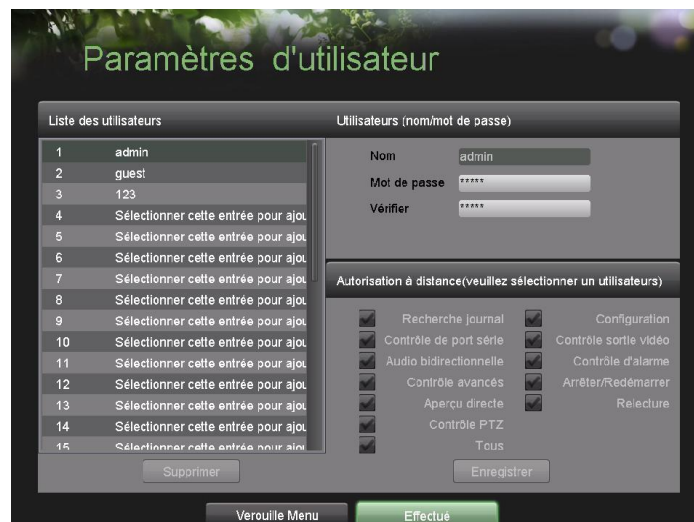 Paramètres d'utilisateur
Liste des utilisateurs
Utilisateurs (nom/mot de passe)
1 admin
2 guest
3 123
4 Sélectionner cette entrée pour ajou
5 Sélectionner cette entrée pour ajou
6 Sélectionner cette entrée pour ajou
7 Sélectionner cette entrée pour ajou
8 Sélectionner cette entrée pour ajou
9 Sélectionner cette entrée pour ajou
10 Sélectionner cette entrée pour ajou
11 Sélectionner cette entrée pour ajou
12 Sélectionner cette entrée pour ajou
13 Sélectionner cette entrée pour ajou
14 Sélectionner cette entrée pour ajou
15 Sélectionner cette entrée pour ajou
Supprimer
Nom admin
Mot de passe *****
Vérifier *****
Autorisation à distance(veuillez sélectionner un utilisateurs)
Recherche journal Configuration
Contrôle de port série Contrôle sortie vidéo
Audio bidirectionnelle Contrôle d'alarme
Contrôle avancés Arrêter/Redémarrer
Aperçu directe Relecture
Contrôle PTZ
Tous
Enregistrer
Verouille Menu
Effectué